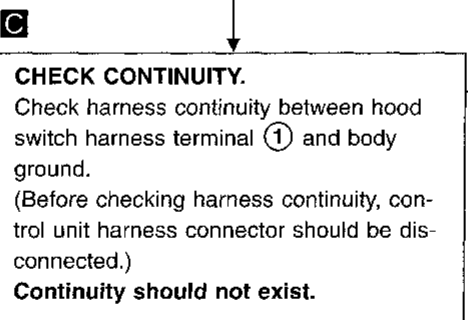 C
CHECK CONTINUITY.
Check harness continuity between hood
switch harness terminal ① and body
ground.
(Before checking harness continuity, con-
trol unit harness connector should be dis-
connected.)
Continuity should not exist.